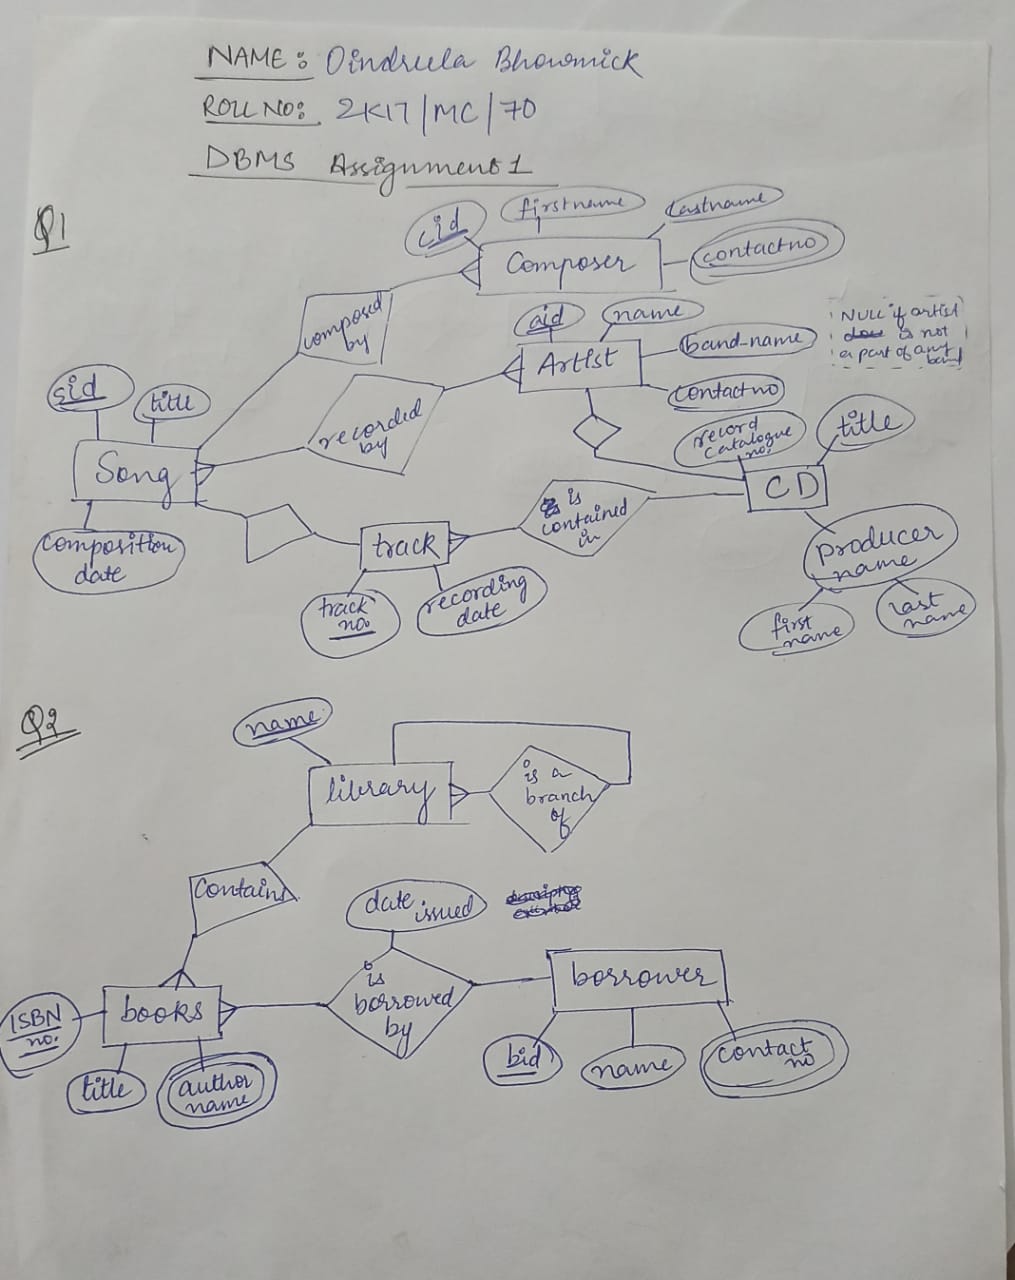 NAME: Oindreela Bhowmick
ROLL NO: 2K17/MC/70
DBMS Assignment 1
Q1
cid
firstname
lastname
Composer
contactno
composed
by
aid
name
Artist
band-name
NULL if artist
is not
a part of any
band
contactno
sid
title
recorded
by
record
catalogue
no.
title
Song
CD
is
contained
in
composition
date
track
producer
name
track
no.
recording
date
first
name
last
name
Q2
name
library
is a
branch
of
Contains
date
issued
is
borrowed
by
borrower
ISBN
no.
books
title
author
name
bid
name
contact
no